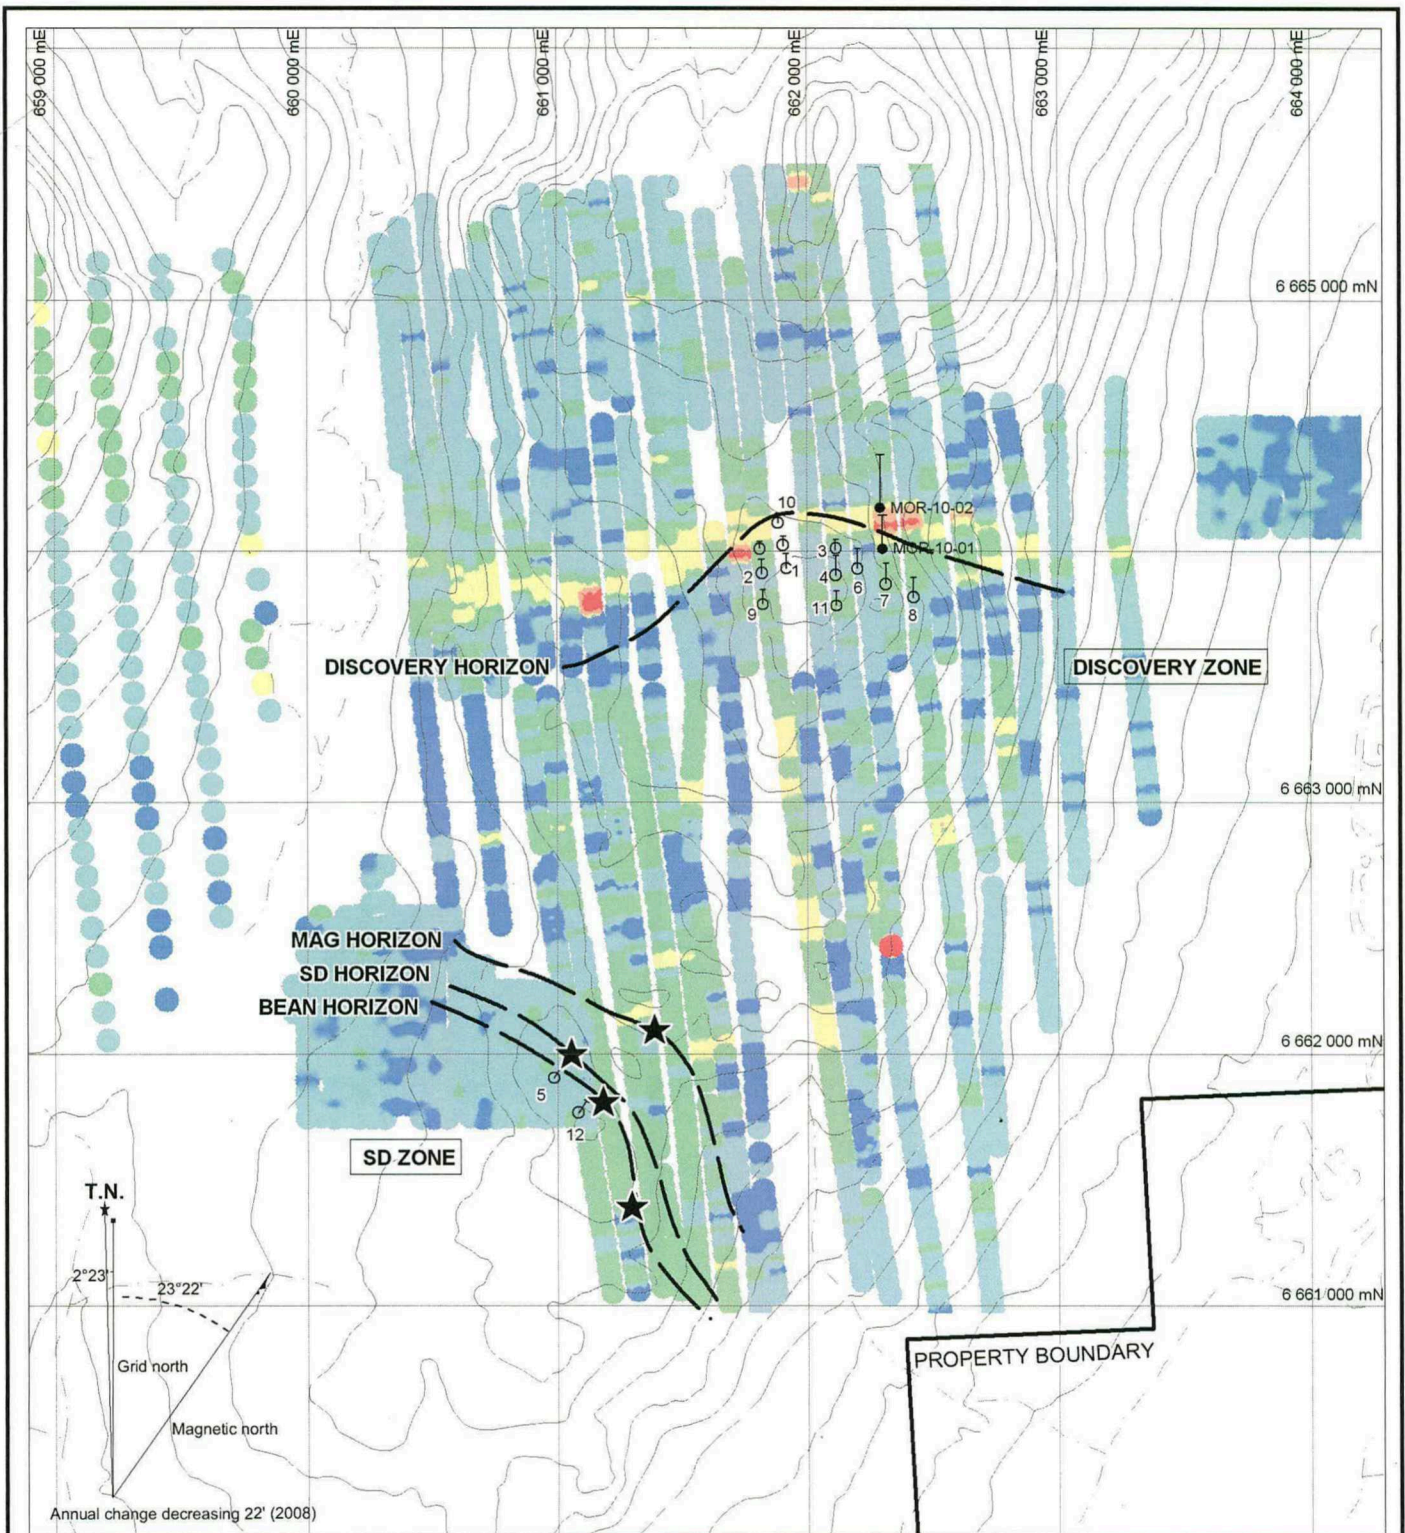 659 000 mE
660 000 mE
661 000 mE
662 000 mE
663 000 mE
664 000 mE
6 665 000 mN
10
MOR-10-02
MOR-10-01
3
1
2
4
6
7
8
9
11
DISCOVERY HORIZON
DISCOVERY ZONE
6 663 000 mN
MAG HORIZON
SD HORIZON
BEAN HORIZON
6 662 000 mN
5
12
SD ZONE
T.N.
2°23'
23°22'
6 661 000 mN
PROPERTY BOUNDARY
Grid north
Magnetic north
Annual change decreasing 22' (2008)